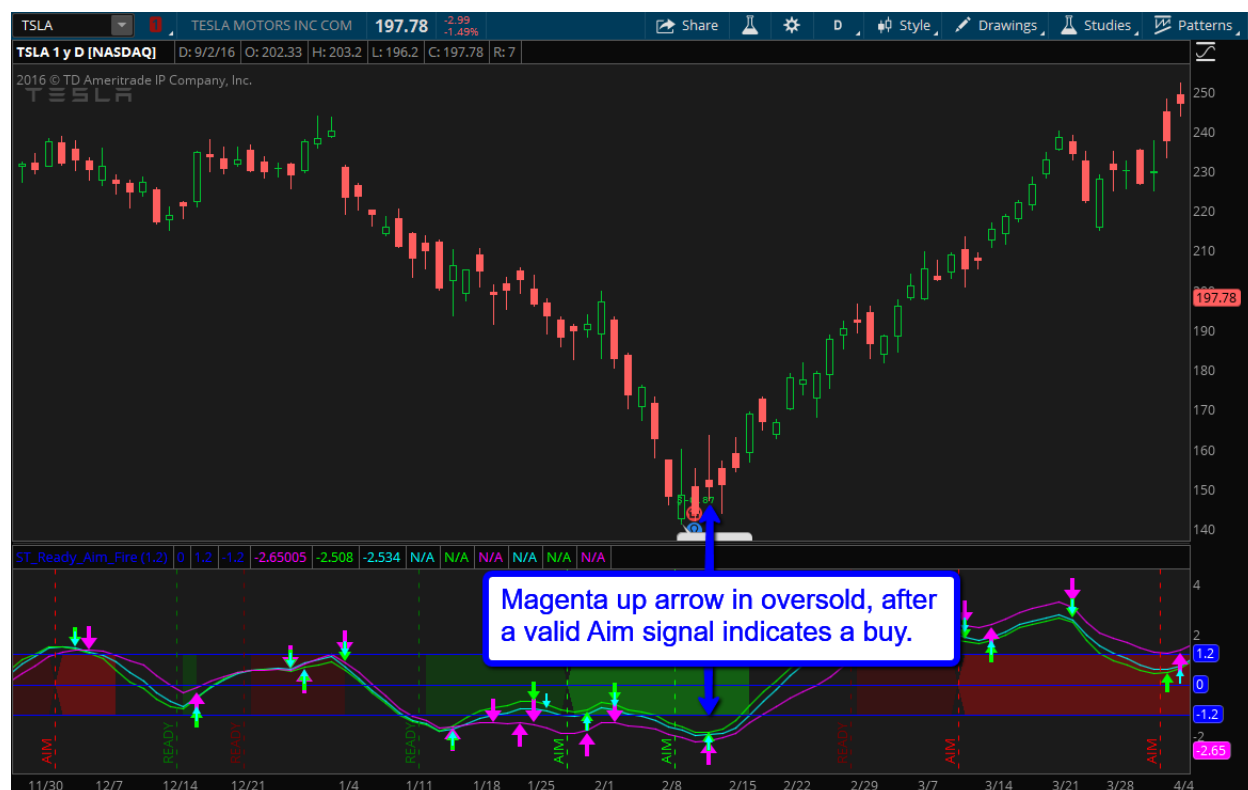 TSLA
TESLA MOTORS INC COM 197.78 -2.99 -1.49% Share D Style Drawings Studies Patterns
TSLA 1 y D [NASDAQ] D: 9/2/16 O: 202.33 H: 203.2 L: 196.2 C: 197.78 R: 7
2016 © TD Ameritrade IP Company, Inc.
TESLA
250
240
230
220
210
197.78
190
180
170
160
150
140
ST_Ready_Aim_Fire (1.2) 0 1.2 -1.2 -2.65005 -2.508 -2.534 N/A N/A N/A N/A N/A N/A
Magenta up arrow in oversold, after
a valid Aim signal indicates a buy.
4
2
1.2
0
-1.2
-2
-2.65
AIM READY READY READY AIM AIM READY AIM AIM
11/30 12/7 12/14 12/21 1/4 1/11 1/18 1/25 2/1 2/8 2/15 2/22 2/29 3/7 3/14 3/21 3/28 4/4